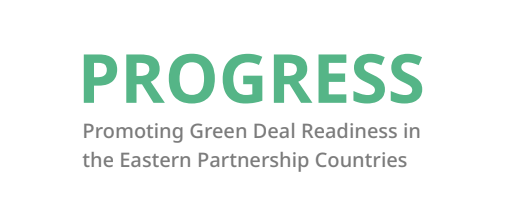 PROGRESS
Promoting Green Deal Readiness in
the Eastern Partnership Countries